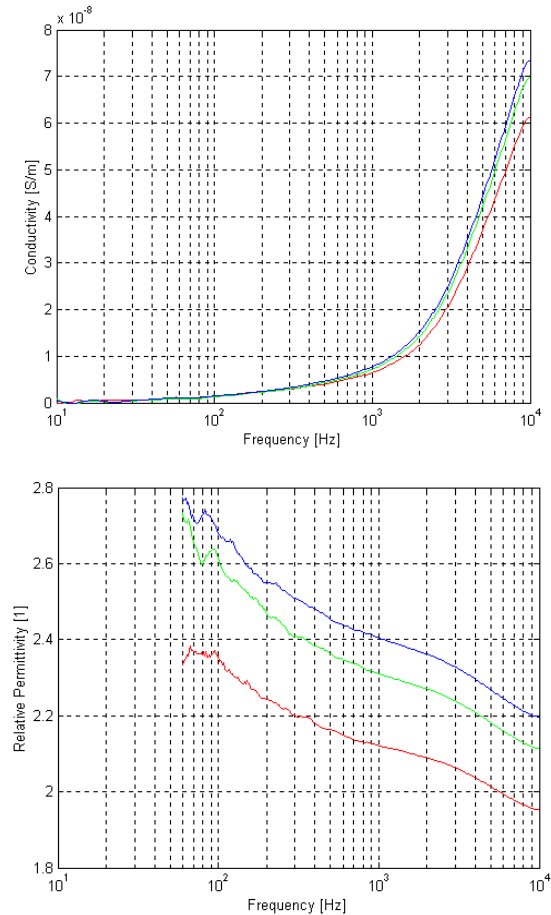 x 10^-8
8
7
6
5
4
3
2
1
0
Conductivity [S/m]
10^1 10^2 10^3 10^4
Frequency [Hz]
2.8
2.6
2.4
2.2
2
1.8
Relative Permittivity [1]
10^1 10^2 10^3 10^4
Frequency [Hz]